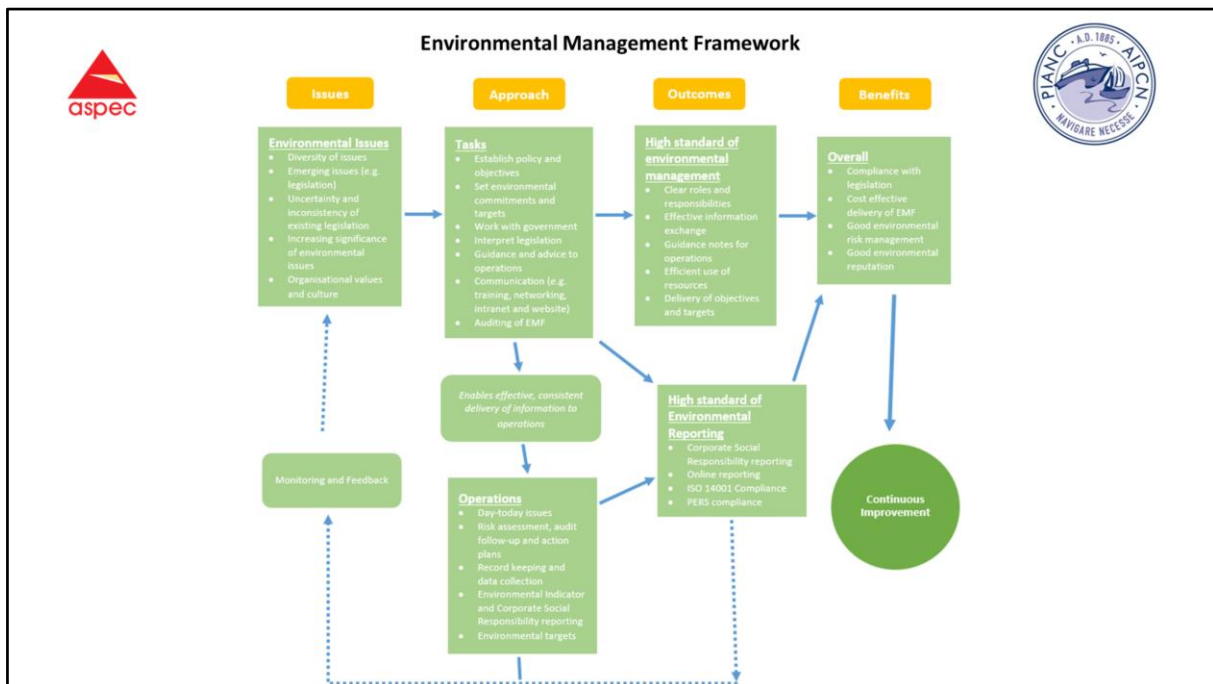 Environmental Management Framework
aspec
PIANC • A.D. 1885 • AIPCN
NAVIGARE NECESSE
Issues
Approach
Outcomes
Benefits
Environmental Issues
• Diversity of issues
• Emerging issues (e.g.
legislation)
• Uncertainty and
inconsistency of
existing legislation
• Increasing significance
of environmental
issues
• Organisational values
and culture
Tasks
• Establish policy and
objectives
• Set environmental
commitments and
targets
• Work with government
• Interpret legislation
• Guidance and advice to
operations
• Communication (e.g.
training, networking,
intranet and website)
• Auditing of EMF
High standard of
environmental
management
• Clear roles and
responsibilities
• Effective information
exchange
• Guidance notes for
operations
• Efficient use of
resources
• Delivery of objectives
and targets
Overall
• Compliance with
legislation
• Cost effective
delivery of EMF
• Good environmental
risk management
• Good environmental
reputation
Enables effective, consistent
delivery of information to
operations
High standard of
Environmental
Reporting
• Corporate Social
Responsibility reporting
• Online reporting
• ISO 14001 Compliance
• PERS compliance
Monitoring and Feedback
Operations
• Day-today issues
• Risk assessment, audit
follow-up and action
plans
• Record keeping and
data collection
• Environmental Indicator
and Corporate Social
Responsibility reporting
• Environmental targets
Continuous
Improvement